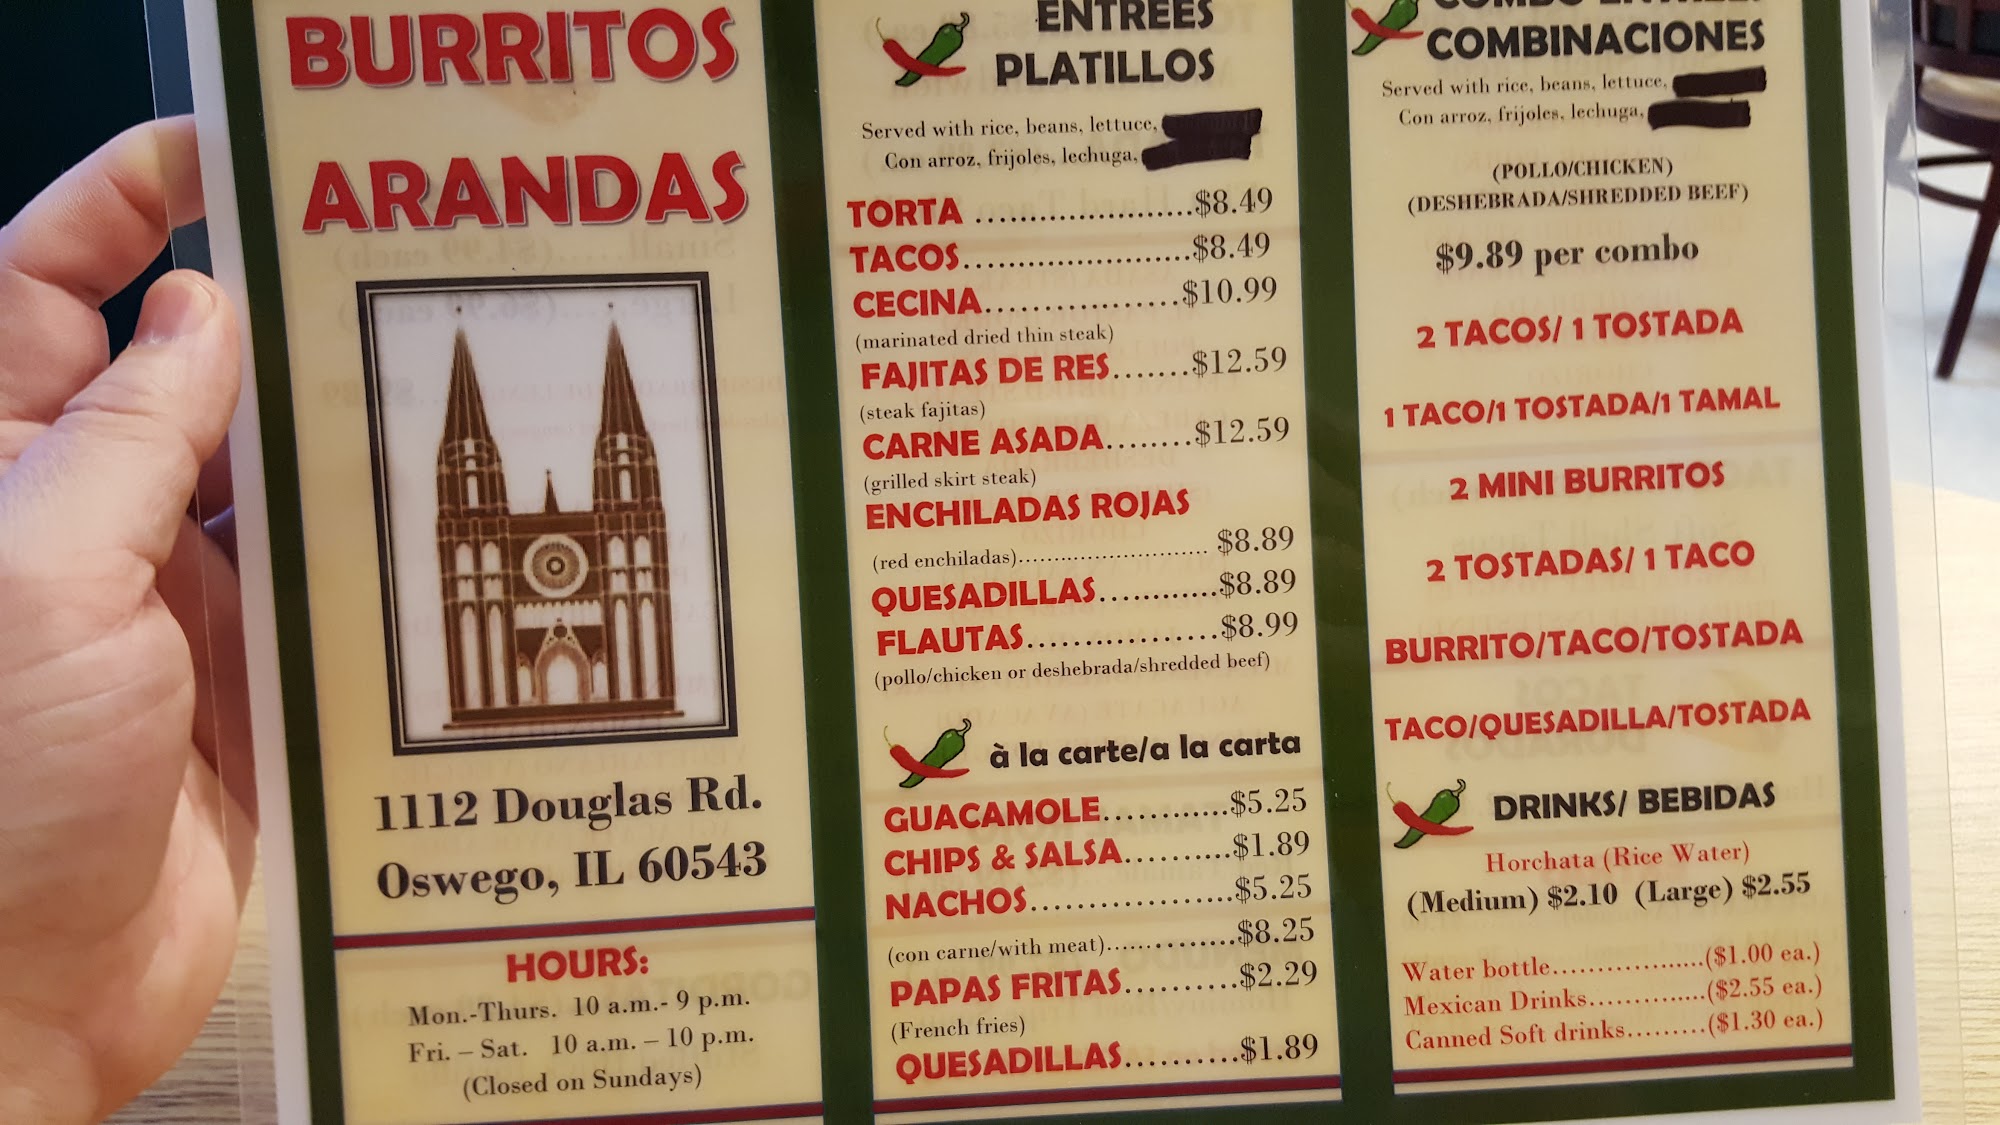 BURRITOS
ARANDAS
1112 Douglas Rd.
Oswego, IL 60543
HOURS:
Mon.-Thurs. 10 a.m.- 9 p.m.
Fri. – Sat. 10 a.m. – 10 p.m.
(Closed on Sundays)
ENTREES
PLATILLOS
Served with rice, beans, lettuce,
Con arroz, frijoles, lechuga,
TORTA ........................$8.49
TACOS.........................$8.49
CECINA..................$10.99
(marinated dried thin steak)
FAJITAS DE RES.......$12.59
(steak fajitas)
CARNE ASADA........$12.59
(grilled skirt steak)
ENCHILADAS ROJAS
(red enchiladas)............................ $8.89
QUESADILLAS............$8.89
FLAUTAS..................$8.99
(pollo/chicken or deshebrada/shredded beef)
à la carte/a la carta
GUACAMOLE............$5.25
CHIPS & SALSA..........$1.89
NACHOS...................$5.25
(con carne/with meat)..............$8.25
PAPAS FRITAS..........$2.29
(French fries)
QUESADILLAS..........$1.89
COMBINACIONES
Served with rice, beans, lettuce,
Con arroz, frijoles, lechuga,
(POLLO/CHICKEN)
(DESHEBRADA/SHREDDED BEEF)
$9.89 per combo
2 TACOS/ 1 TOSTADA
1 TACO/1 TOSTADA/1 TAMAL
2 MINI BURRITOS
2 TOSTADAS/ 1 TACO
BURRITO/TACO/TOSTADA
TACO/QUESADILLA/TOSTADA
DRINKS/ BEBIDAS
Horchata (Rice Water)
(Medium) $2.10 (Large) $2.55
Water bottle...................($1.00 ea.)
Mexican Drinks..............($2.55 ea.)
Canned Soft drinks.........($1.30 ea.)